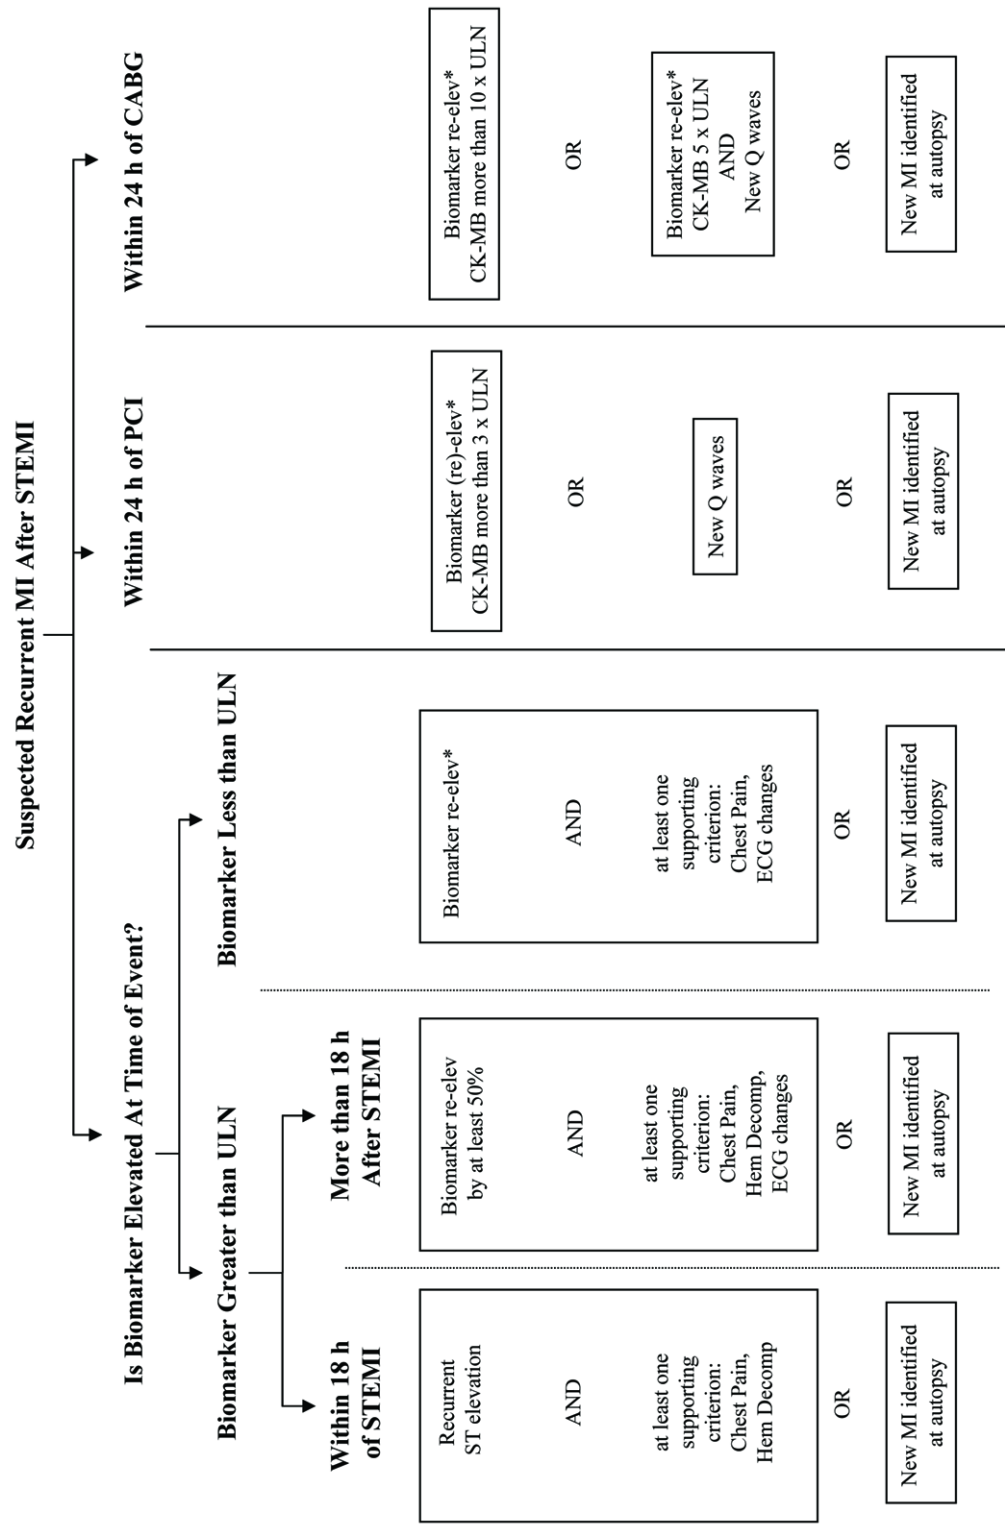 Suspected Recurrent MI After STEMI
Is Biomarker Elevated At Time of Event?
Within 24 h of PCI
Within 24 h of CABG
Biomarker Greater than ULN
Biomarker Less than ULN
Within 18 h
of STEMI
More than 18 h
After STEMI
Recurrent
ST elevation
AND
at least one
supporting
criterion:
Chest Pain,
Hem Decomp
OR
New MI identified
at autopsy
Biomarker re-elev
by at least 50%
AND
at least one
supporting
criterion:
Chest Pain,
Hem Decomp,
ECG changes
OR
New MI identified
at autopsy
Biomarker re-elev*
AND
at least one
supporting
criterion:
Chest Pain,
ECG changes
OR
New MI identified
at autopsy
Biomarker (re)-elev*
CK-MB more than 3 x ULN
OR
New Q waves
OR
New MI identified
at autopsy
Biomarker re-elev*
CK-MB more than 10 x ULN
OR
Biomarker re-elev*
CK-MB 5 x ULN
AND
New Q waves
OR
New MI identified
at autopsy